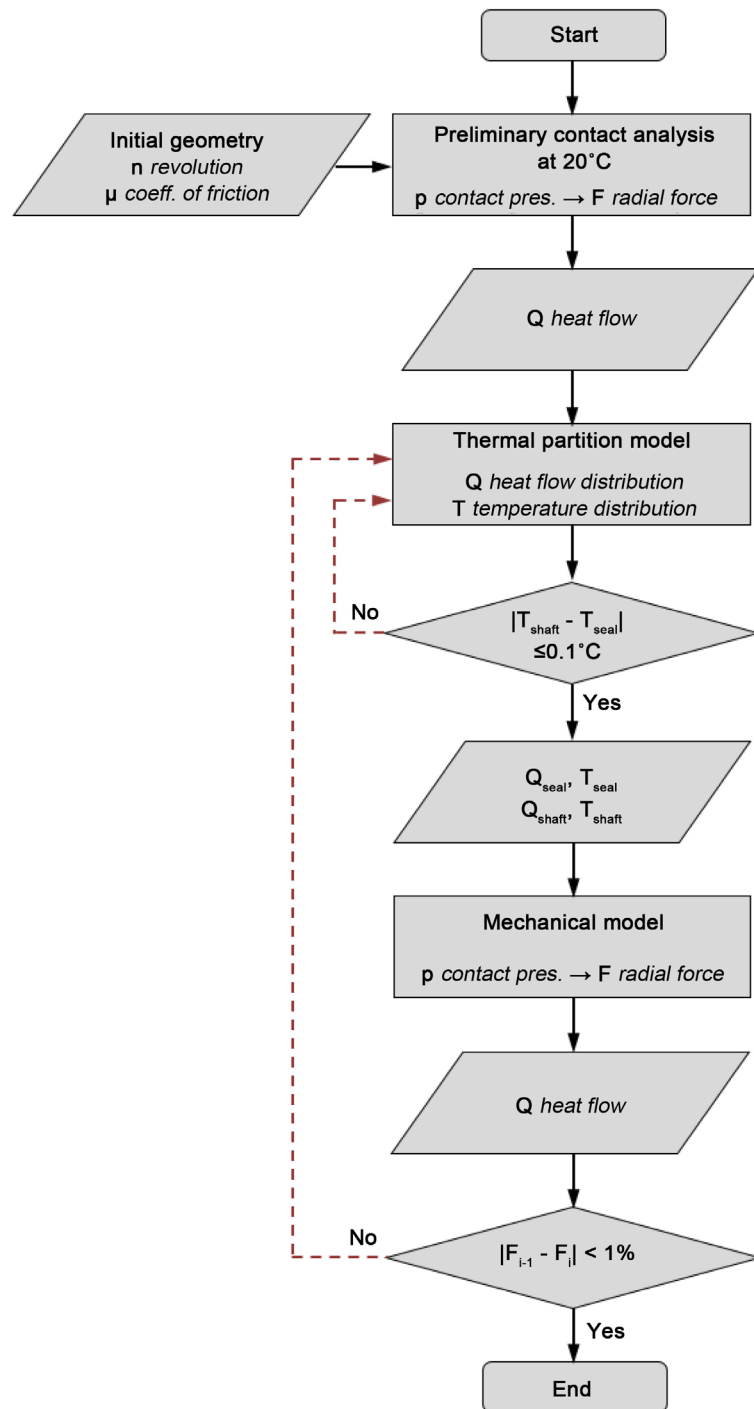 Start
Initial geometry
n revolution
μ coeff. of friction
Preliminary contact analysis
at 20˚C
p contact pres. → F radial force
Q heat flow
Thermal partition model
Q heat flow distribution
T temperature distribution
No
|Tshaft - Tseal|
≤0.1˚C
Yes
Qseal, Tseal
Qshaft, Tshaft
Mechanical model
p contact pres. → F radial force
Q heat flow
No
|Fi-1 - Fi| < 1%
Yes
End